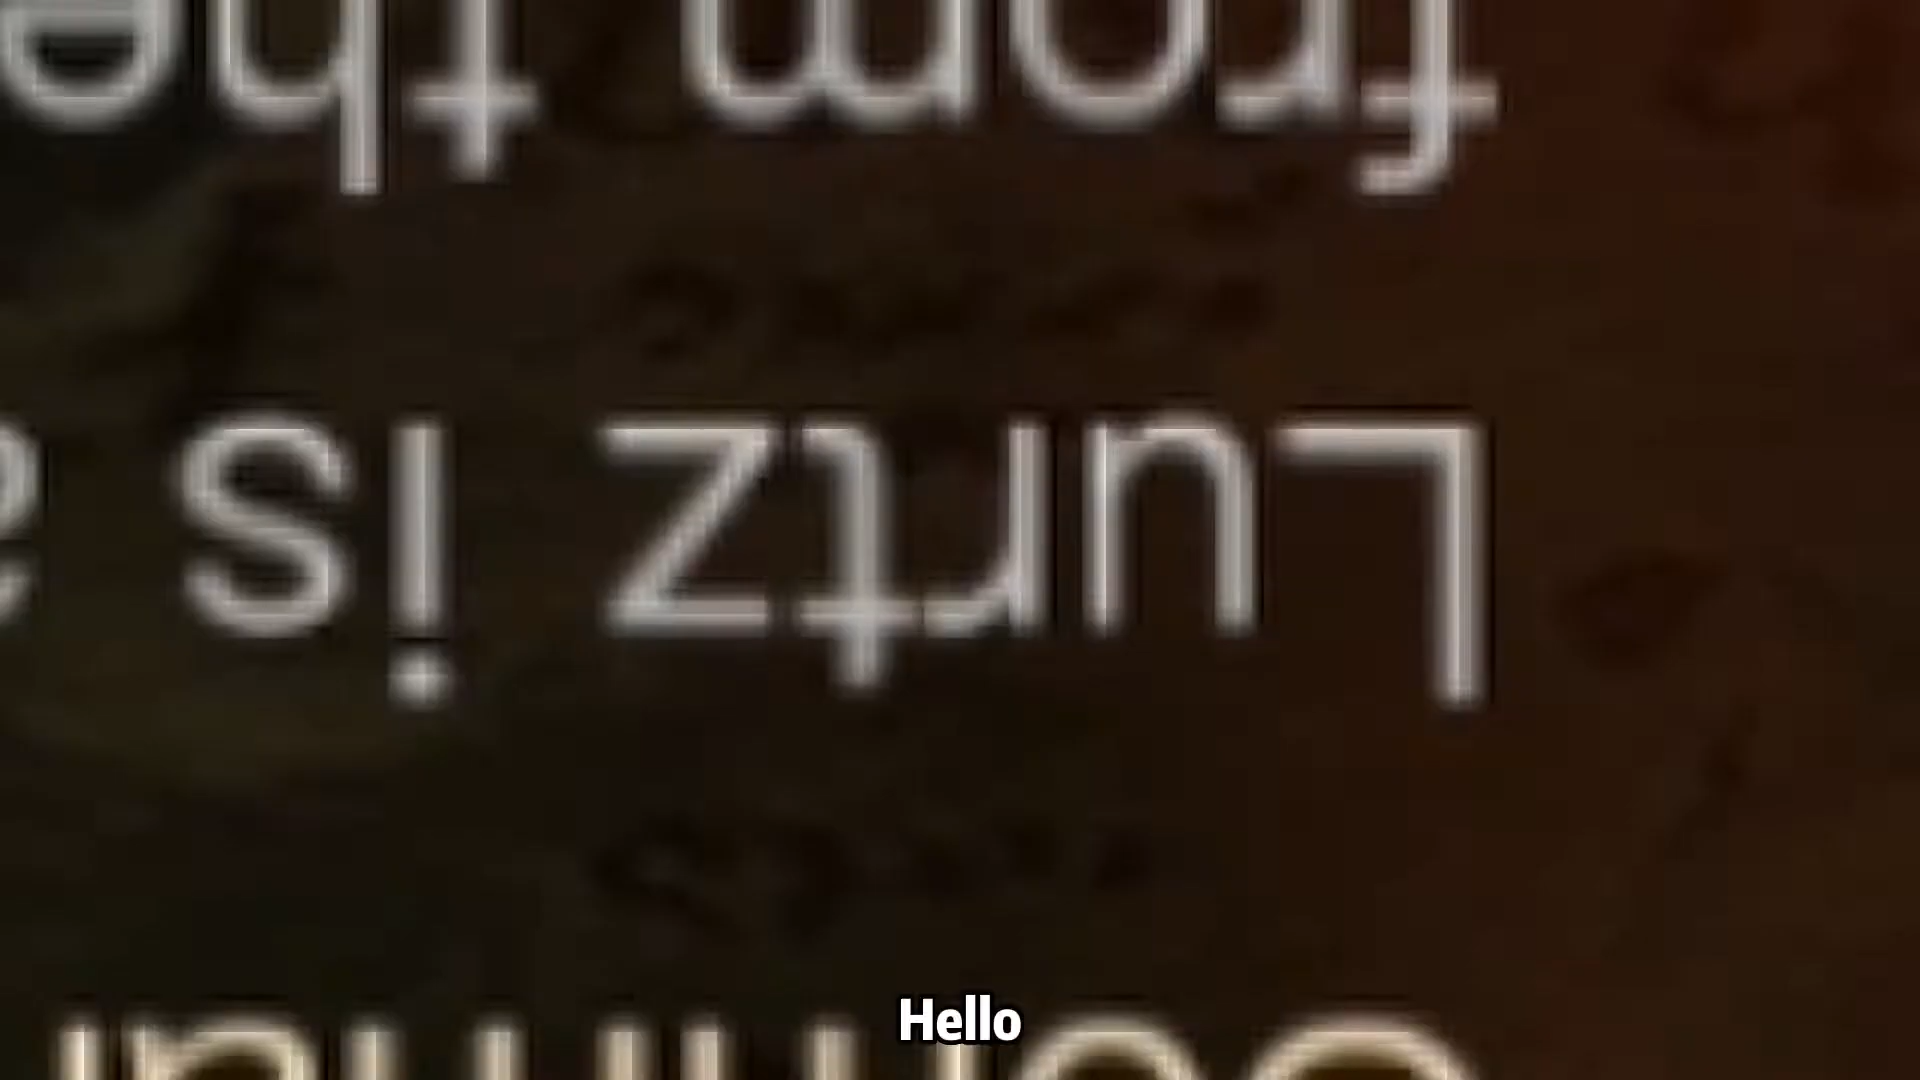 Lurtz is
from the
Hello